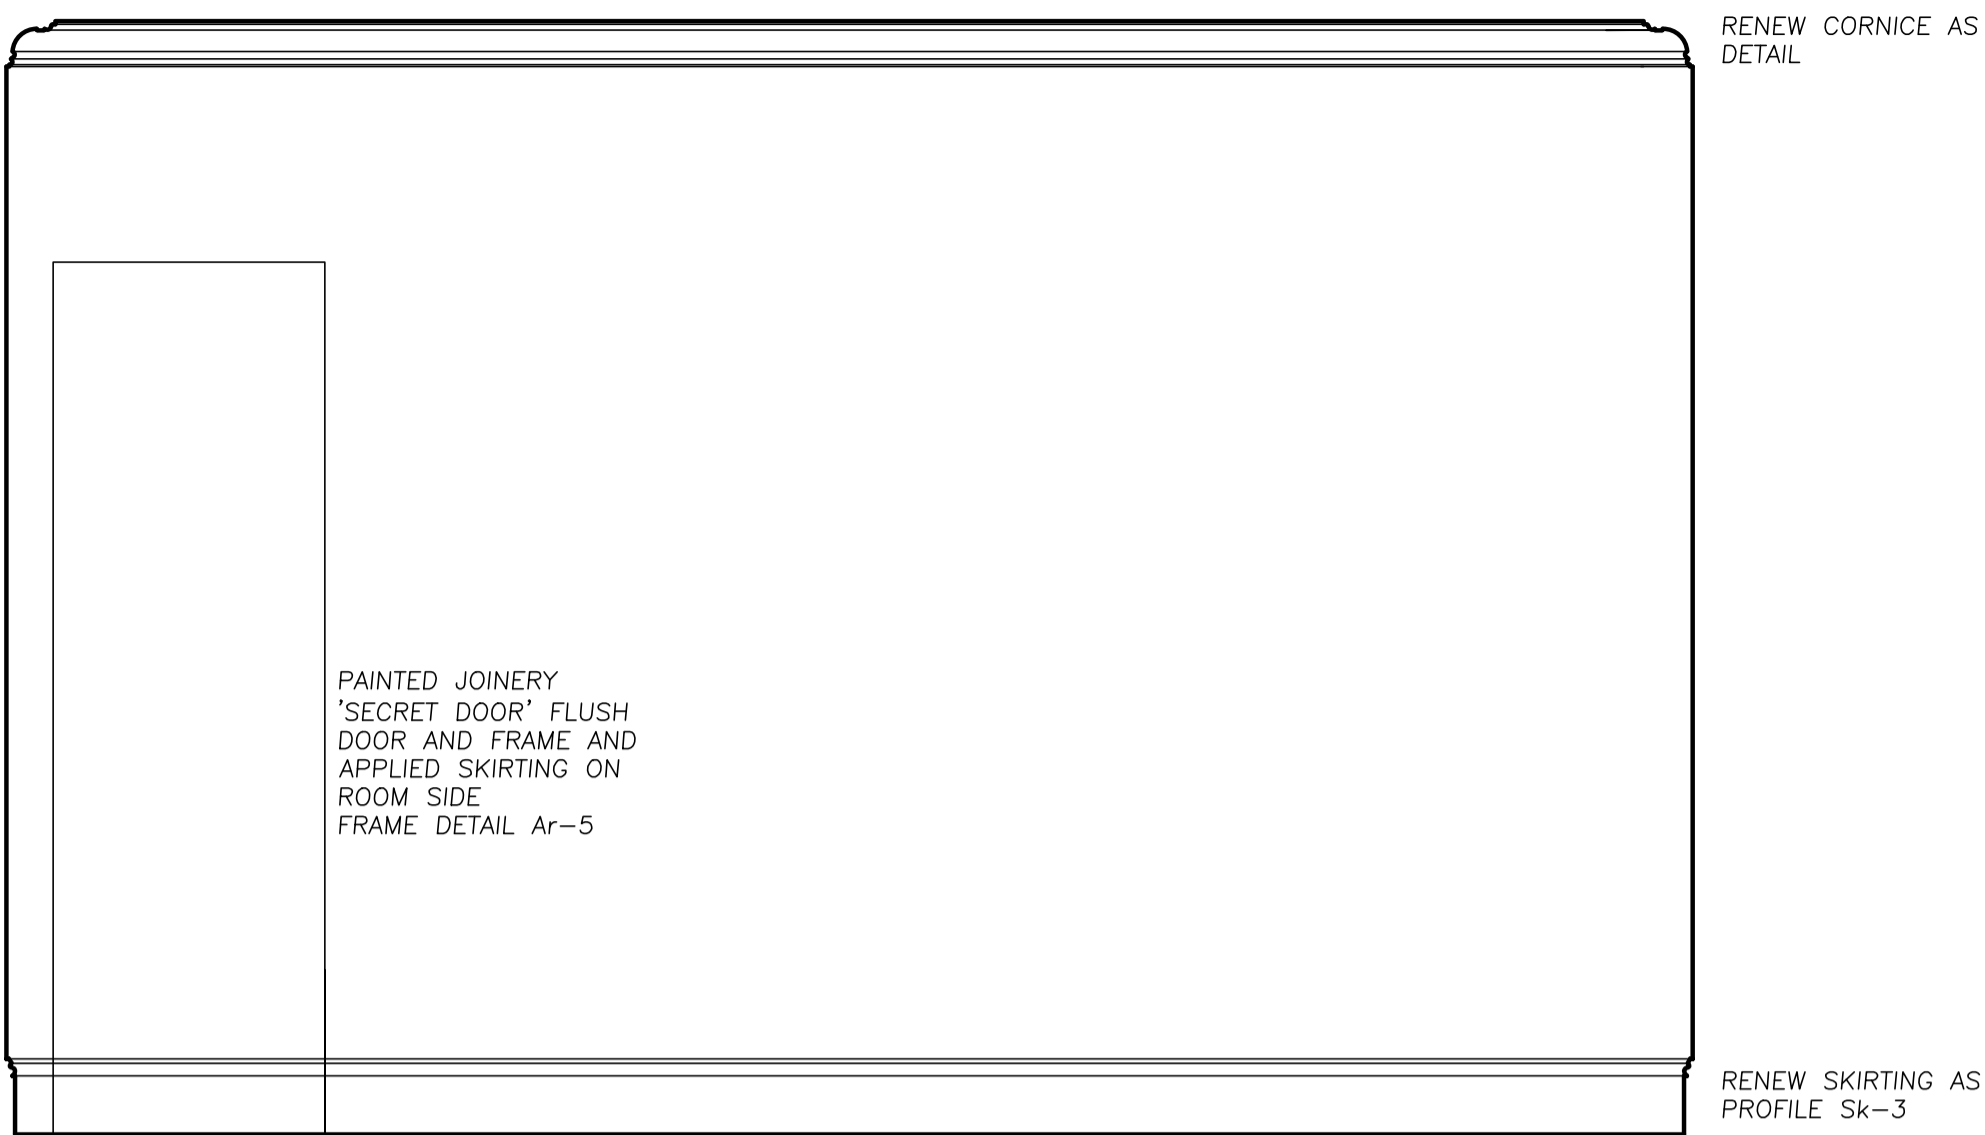 RENEW CORNICE AS
DETAIL
PAINTED JOINERY
'SECRET DOOR' FLUSH
DOOR AND FRAME AND
APPLIED SKIRTING ON
ROOM SIDE
FRAME DETAIL Ar-5
RENEW SKIRTING AS
PROFILE Sk-3